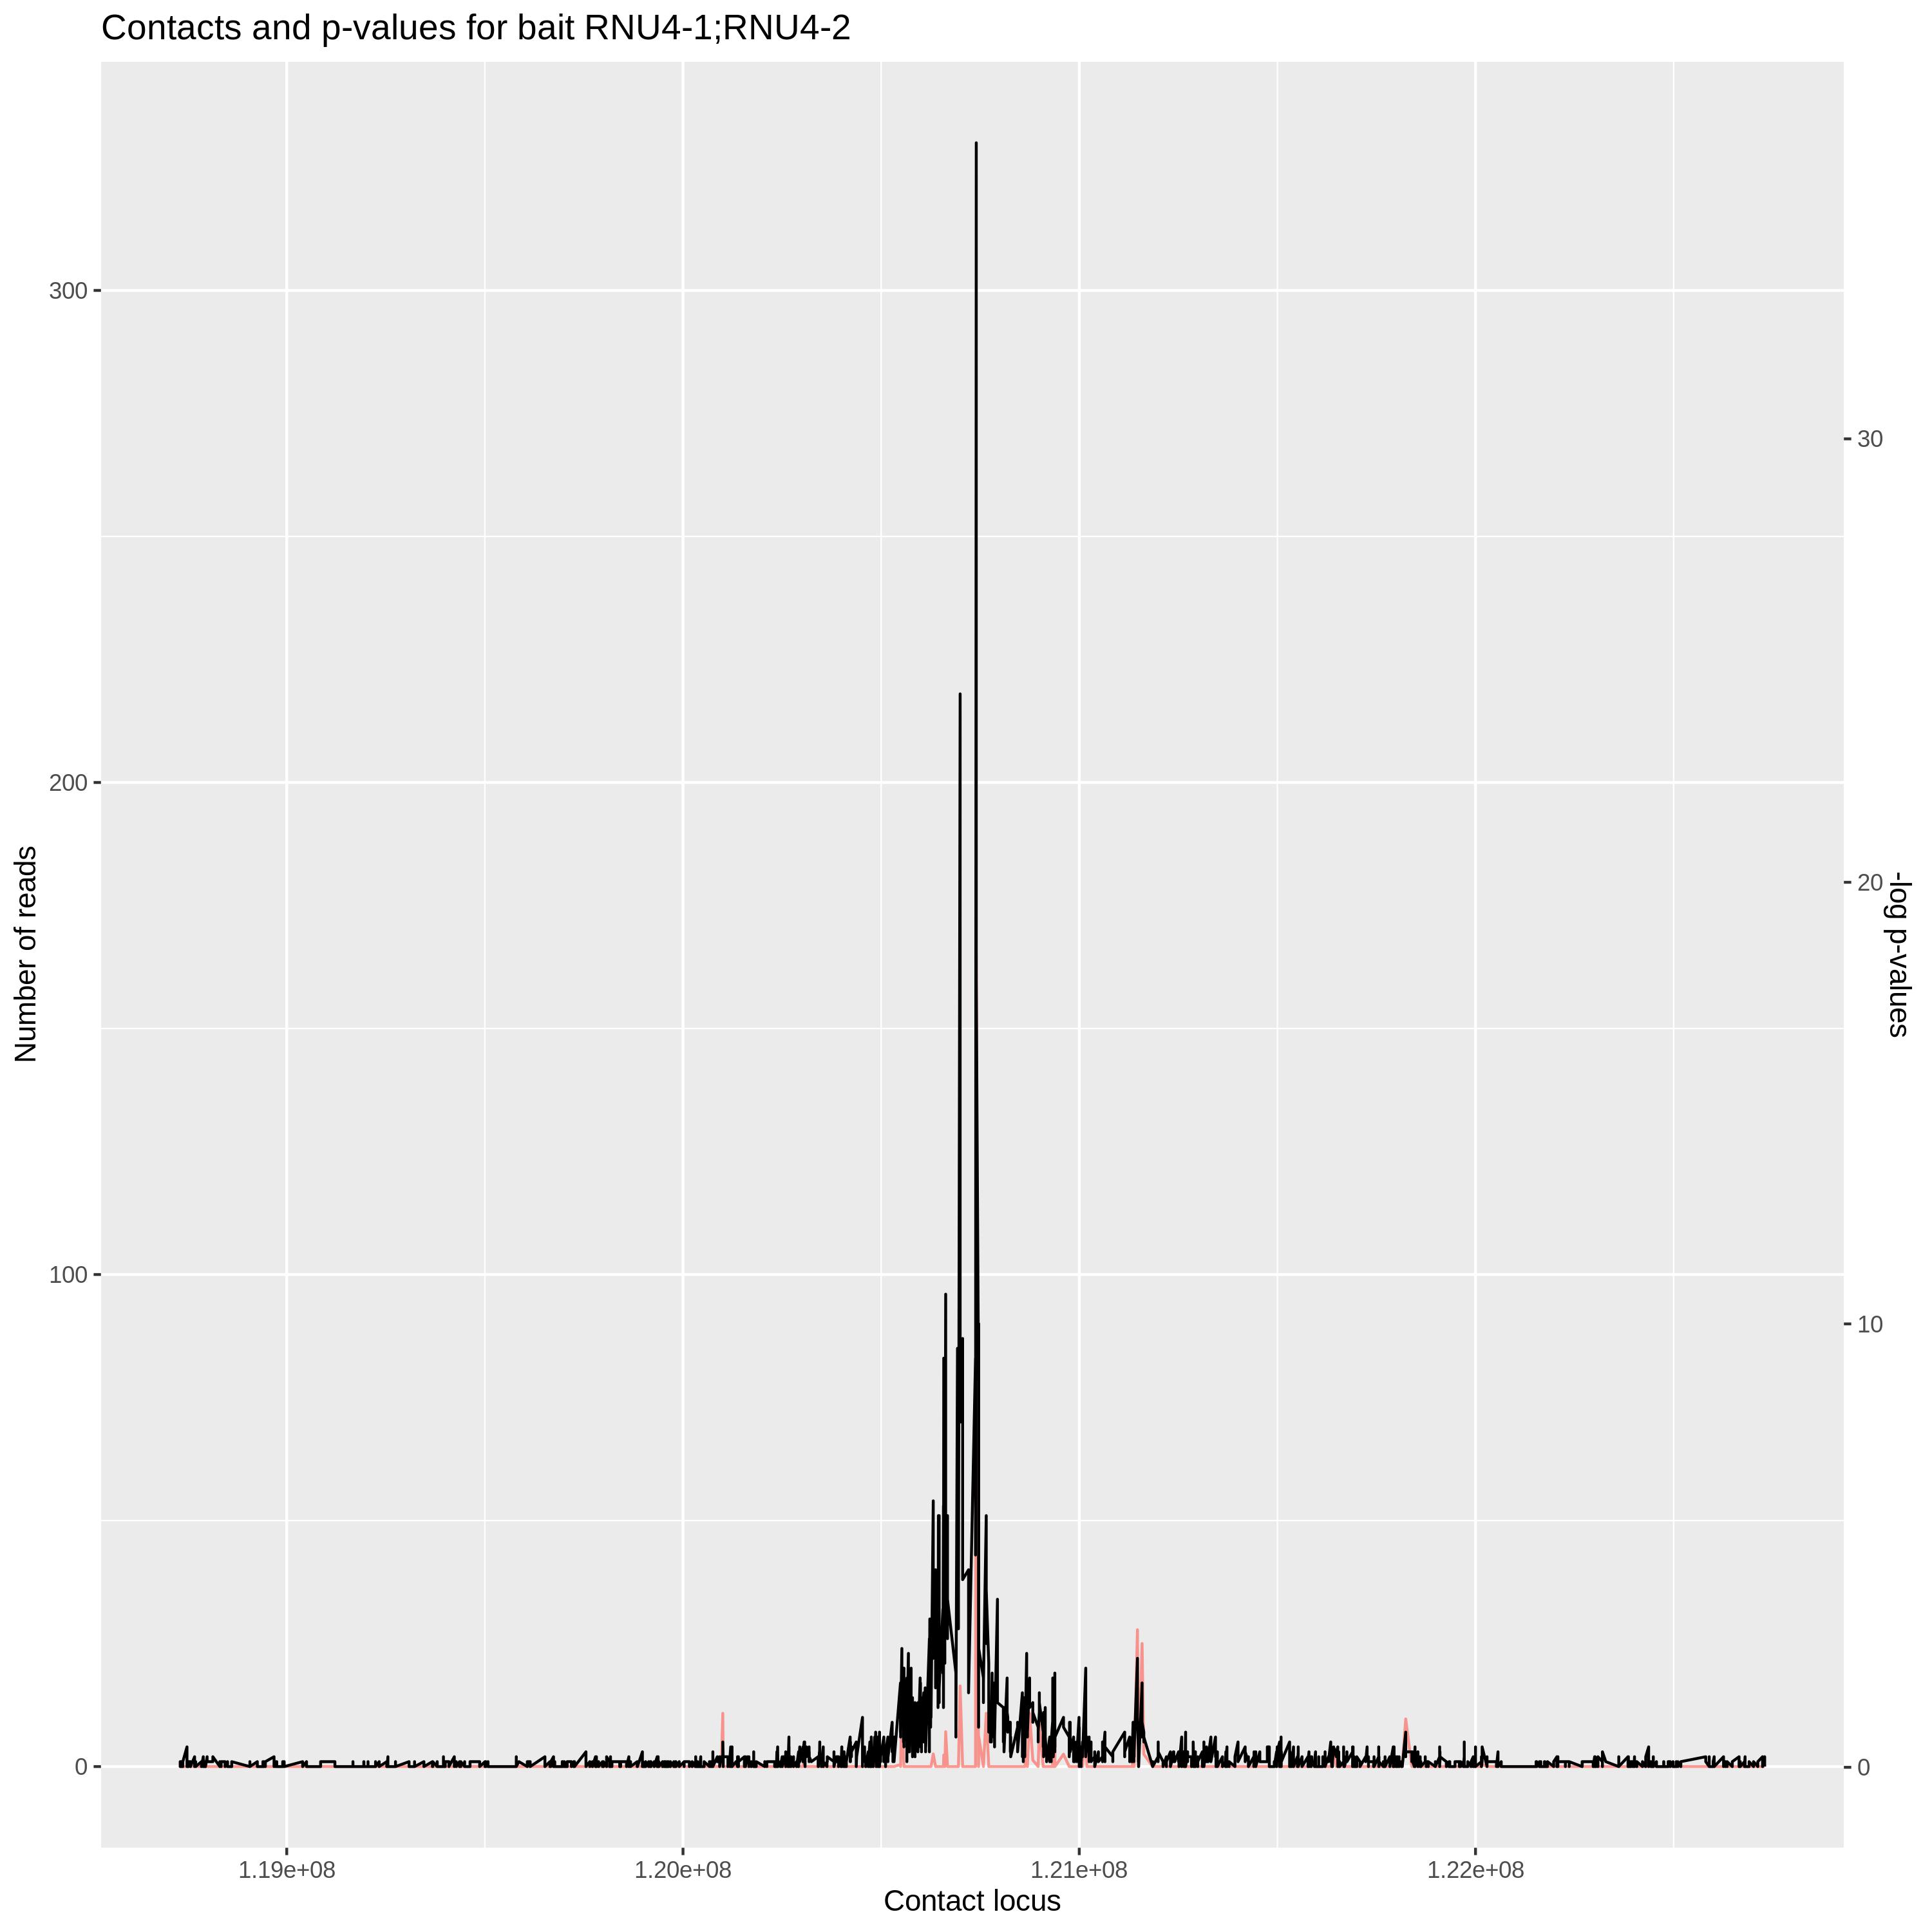 Contacts and p-values for bait RNU4-1;RNU4-2
300
200
100
0
Number of reads
30
20
10
0
-log p-values
1.19e+08 1.20e+08 1.21e+08 1.22e+08
Contact locus